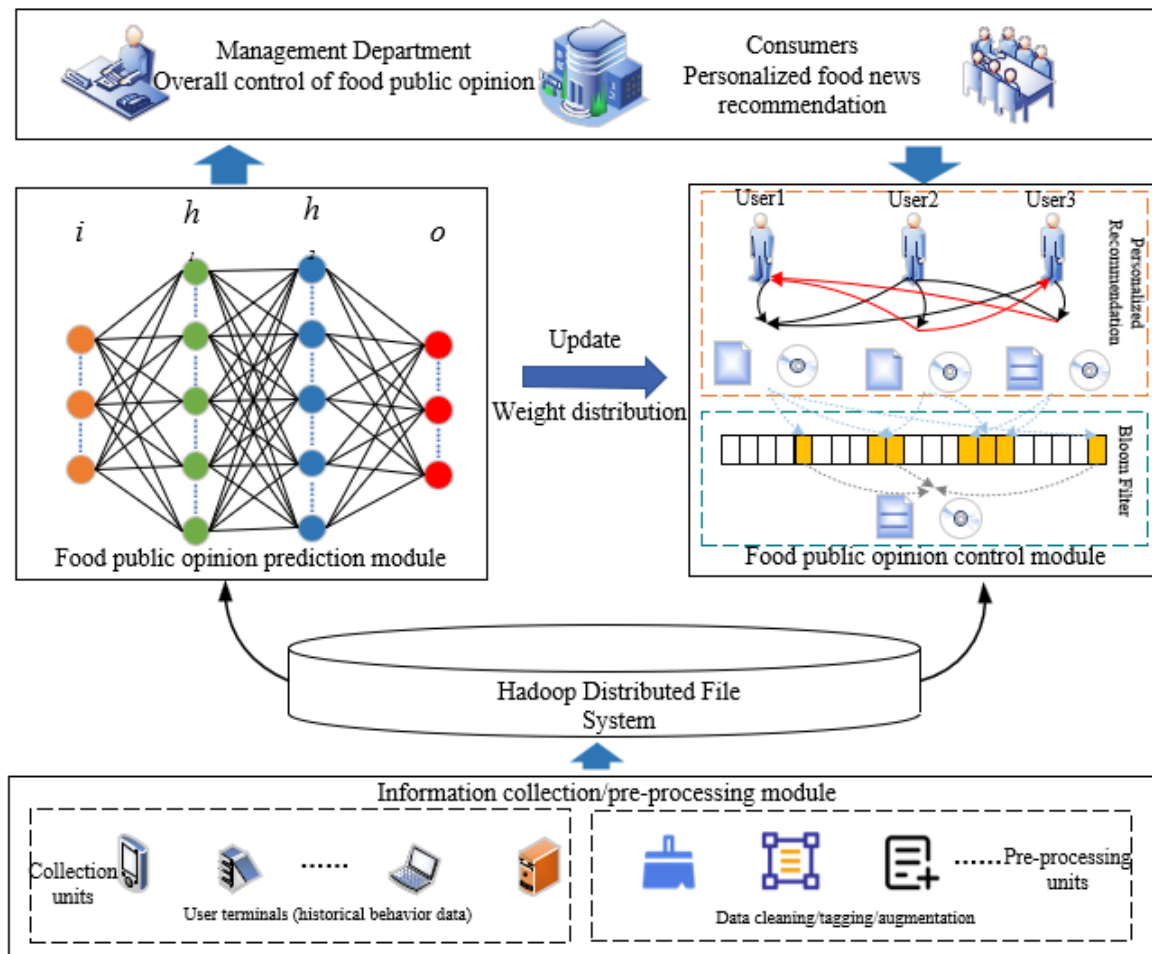 Management Department
Overall control of food public opinion
Consumers
Personalized food news
recommendation
i
h
1
h
2
o
Food public opinion prediction module
Update
Weight distribution
User1
User2
User3
Personalized
Recommendation
Bloom Filter
Food public opinion control module
Hadoop Distributed File
System
Information collection/pre-processing module
Collection
units
......
User terminals (historical behavior data)
......Pre-processing
units
Data cleaning/tagging/augmentation